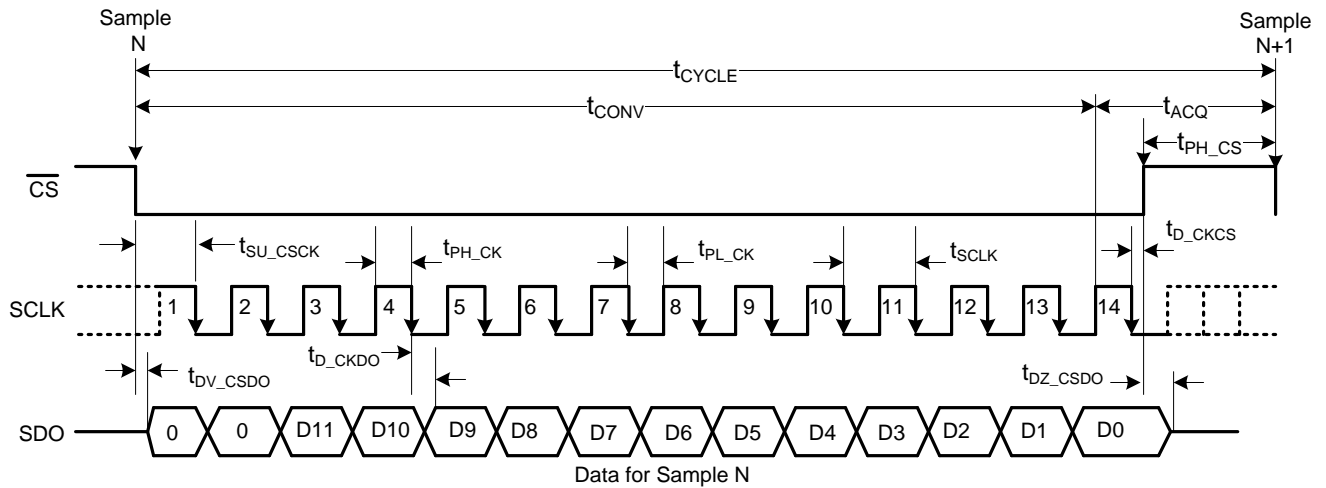 Sample
N
Sample
N+1
tCYCLE
tCONV
tACQ
tPH_CS
CS
tSU_CSCK
tPH_CK
tPL_CK
tSCLK
tD_CKCS
SCLK
1 2 3 4 5 6 7 8 9 10 11 12 13 14
tD_CKDO
tDV_CSDO
tDZ_CSDO
SDO
0 0 D11 D10 D9 D8 D7 D6 D5 D4 D3 D2 D1 D0
Data for Sample N